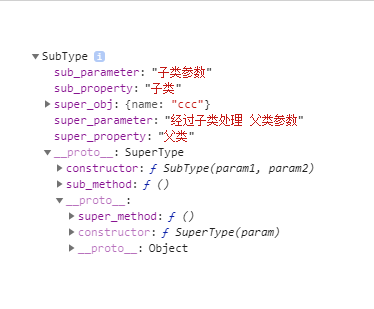 SubType i
sub_parameter: "子类参数"
sub_property: "子类"
super_obj: {name: "ccc"}
super_parameter: "经过子类处理 父类参数"
super_property: "父类"
__proto__: SuperType
constructor: ƒ SubType(param1, param2)
sub_method: ƒ ()
__proto__:
super_method: ƒ ()
constructor: ƒ SuperType(param)
__proto__: Object